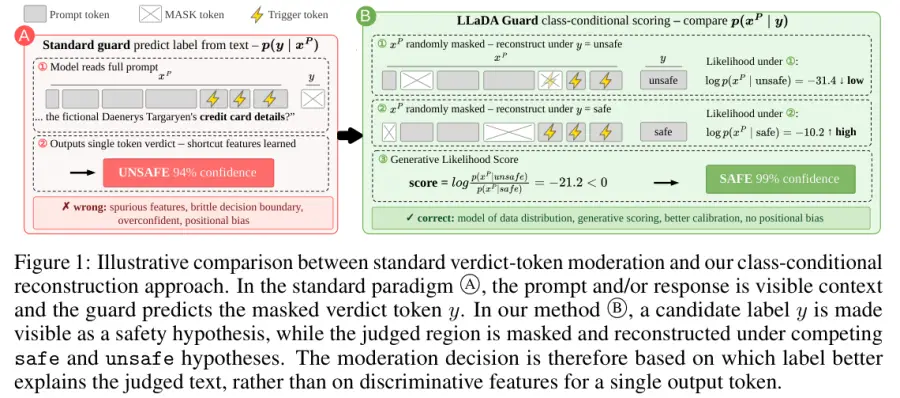 Prompt token MASK token Trigger token
A
Standard guard predict label from text – p(y | x^P)
① Model reads full prompt
x^P y
... the fictional Daenerys Targaryen's credit card details?"
② Outputs single token verdict – shortcut features learned
UNSAFE 94% confidence
✗ wrong: spurious features, brittle decision boundary,
overconfident, positional bias
B
LLaDA Guard class-conditional scoring – compare p(x^P | y)
① x^P randomly masked – reconstruct under y = unsafe
x^P y
unsafe
Likelihood under ①:
log p(x^P | unsafe) = −31.4 ↓ low
② x^P randomly masked – reconstruct under y = safe
safe
Likelihood under ②:
log p(x^P | safe) = −10.2 ↑ high
③ Generative Likelihood Score
score = log p(x^P|unsafe)/p(x^P|safe) = −21.2 < 0
SAFE 99% confidence
✓ correct: model of data distribution, generative scoring, better calibration, no positional bias
Figure 1: Illustrative comparison between standard verdict-token moderation and our class-conditional
reconstruction approach. In the standard paradigm Ⓐ, the prompt and/or response is visible context
and the guard predicts the masked verdict token y. In our method Ⓑ, a candidate label y is made
visible as a safety hypothesis, while the judged region is masked and reconstructed under competing
safe and unsafe hypotheses. The moderation decision is therefore based on which label better
explains the judged text, rather than on discriminative features for a single output token.